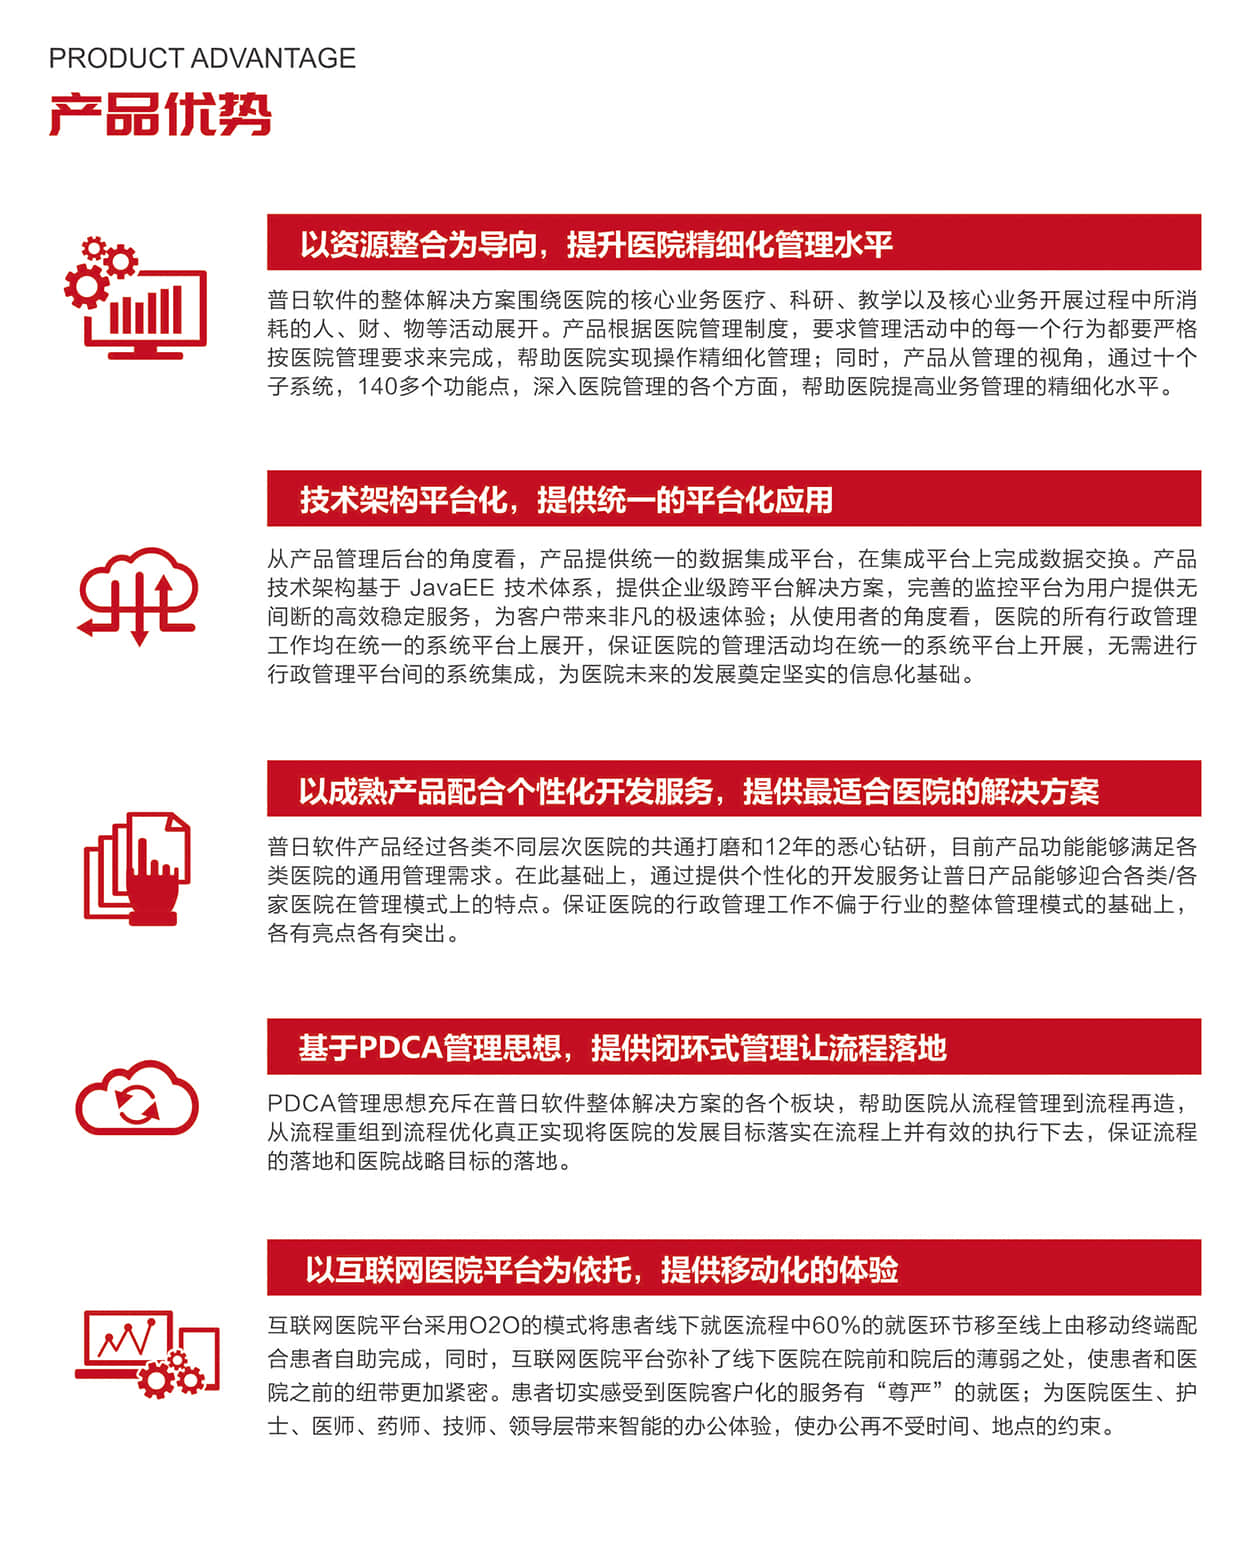 PRODUCT ADVANTAGE
产品优势
以资源整合为导向，提升医院精细化管理水平
普日软件的整体解决方案围绕医院的核心业务医疗、科研、教学以及核心业务开展过程中所消
耗的人、财、物等活动展开。产品根据医院管理制度，要求管理活动中的每一个行为都要严格
按医院管理要求来完成，帮助医院实现操作精细化管理；同时，产品从管理的视角，通过十个
子系统，140多个功能点，深入医院管理的各个方面，帮助医院提高业务管理的精细化水平。
技术架构平台化，提供统一的平台化应用
从产品管理后台的角度看，产品提供统一的数据集成平台，在集成平台上完成数据交换。产品
技术架构基于 JavaEE 技术体系，提供企业级跨平台解决方案，完善的监控平台为用户提供无
间断的高效稳定服务，为客户带来非凡的极速体验；从使用者的角度看，医院的所有行政管理
工作均在统一的系统平台上展开，保证医院的管理活动均在统一的系统平台上开展，无需进行
行政管理平台间的系统集成，为医院未来的发展奠定坚实的信息化基础。
以成熟产品配合个性化开发服务，提供最适合医院的解决方案
普日软件产品经过各类不同层次医院的共通打磨和12年的悉心钻研，目前产品功能能够满足各
类医院的通用管理需求。在此基础上，通过提供个性化的开发服务让普日产品能够迎合各类/各
家医院在管理模式上的特点。保证医院的行政管理工作不偏于行业的整体管理模式的基础上，
各有亮点各有突出。
基于PDCA管理思想，提供闭环式管理让流程落地
PDCA管理思想充斥在普日软件整体解决方案的各个板块，帮助医院从流程管理到流程再造，
从流程重组到流程优化真正实现将医院的发展目标落实在流程上并有效的执行下去，保证流程
的落地和医院战略目标的落地。
以互联网医院平台为依托，提供移动化的体验
互联网医院平台采用O2O的模式将患者线下就医流程中60%的就医环节移至线上由移动终端配
合患者自助完成，同时，互联网医院平台弥补了线下医院在院前和院后的薄弱之处，使患者和医
院之前的纽带更加紧密。患者切实感受到医院客户化的服务有“尊严”的就医；为医院医生、护
士、医师、药师、技师、领导层带来智能的办公体验，使办公再不受时间、地点的约束。